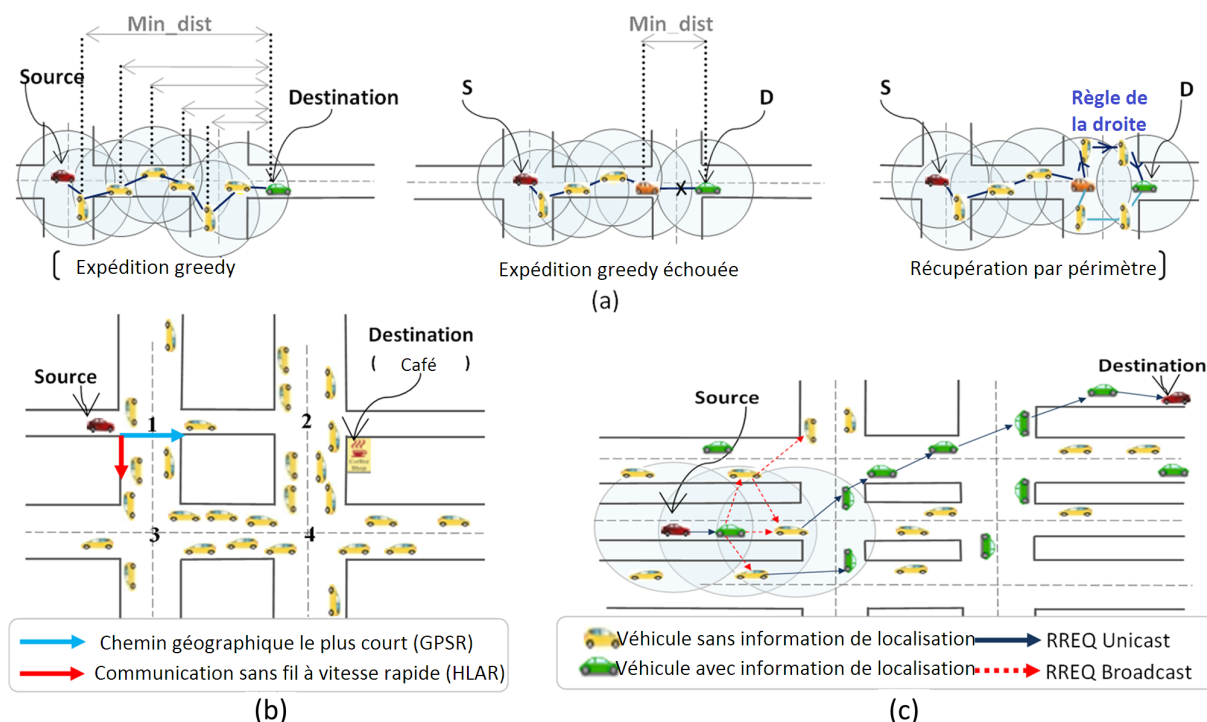 Min_dist
Source
Destination
Expédition greedy
Min_dist
S
D
Expédition greedy échouée
S
D
Règle de
la droite
Récupération par périmètre
(a)
Source
Destination
( Café )
1
2
3
4
Coffee
Shop
Chemin géographique le plus court (GPSR)
Communication sans fil à vitesse rapide (HLAR)
(b)
Source
Destination
Véhicule sans information de localisation
RREQ Unicast
Véhicule avec information de localisation
RREQ Broadcast
(c)